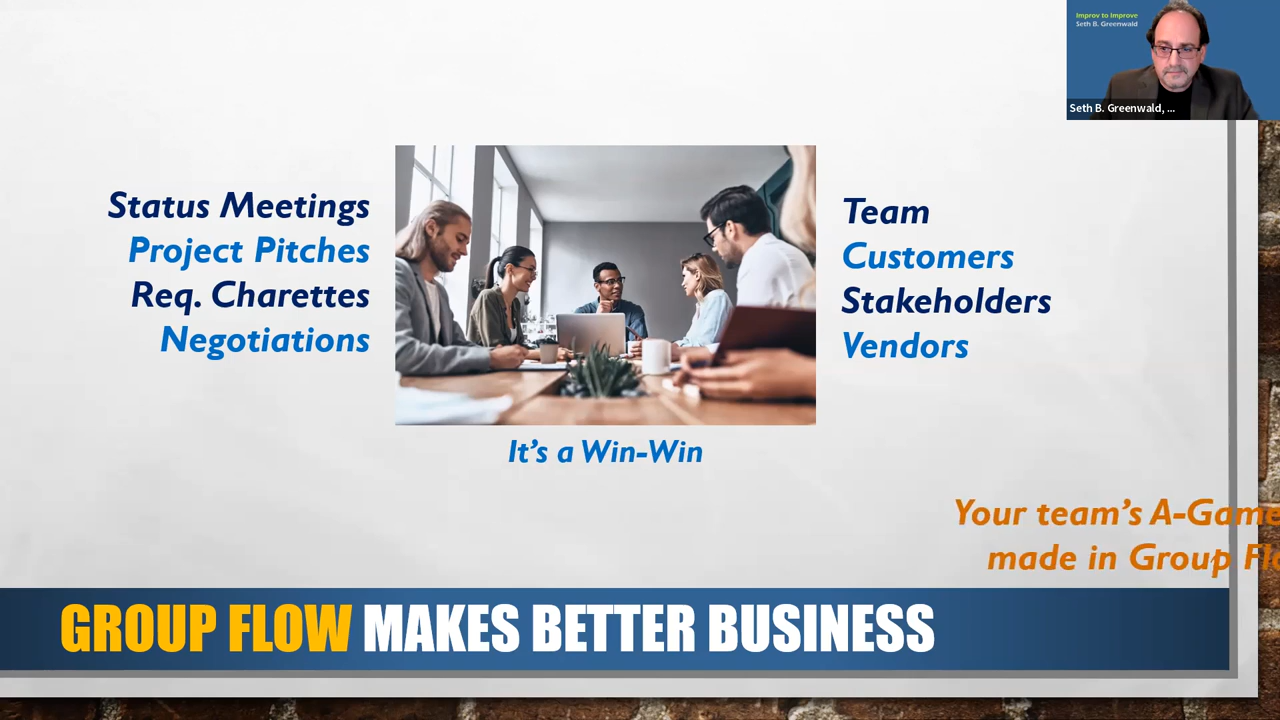 Improv to Improve
Seth B. Greenwald
Seth B. Greenwald, ...
Status Meetings
Project Pitches
Req. Charettes
Negotiations
Team
Customers
Stakeholders
Vendors
It's a Win-Win
Your team's A-Game
made in Group Flo
GROUP FLOW MAKES BETTER BUSINESS